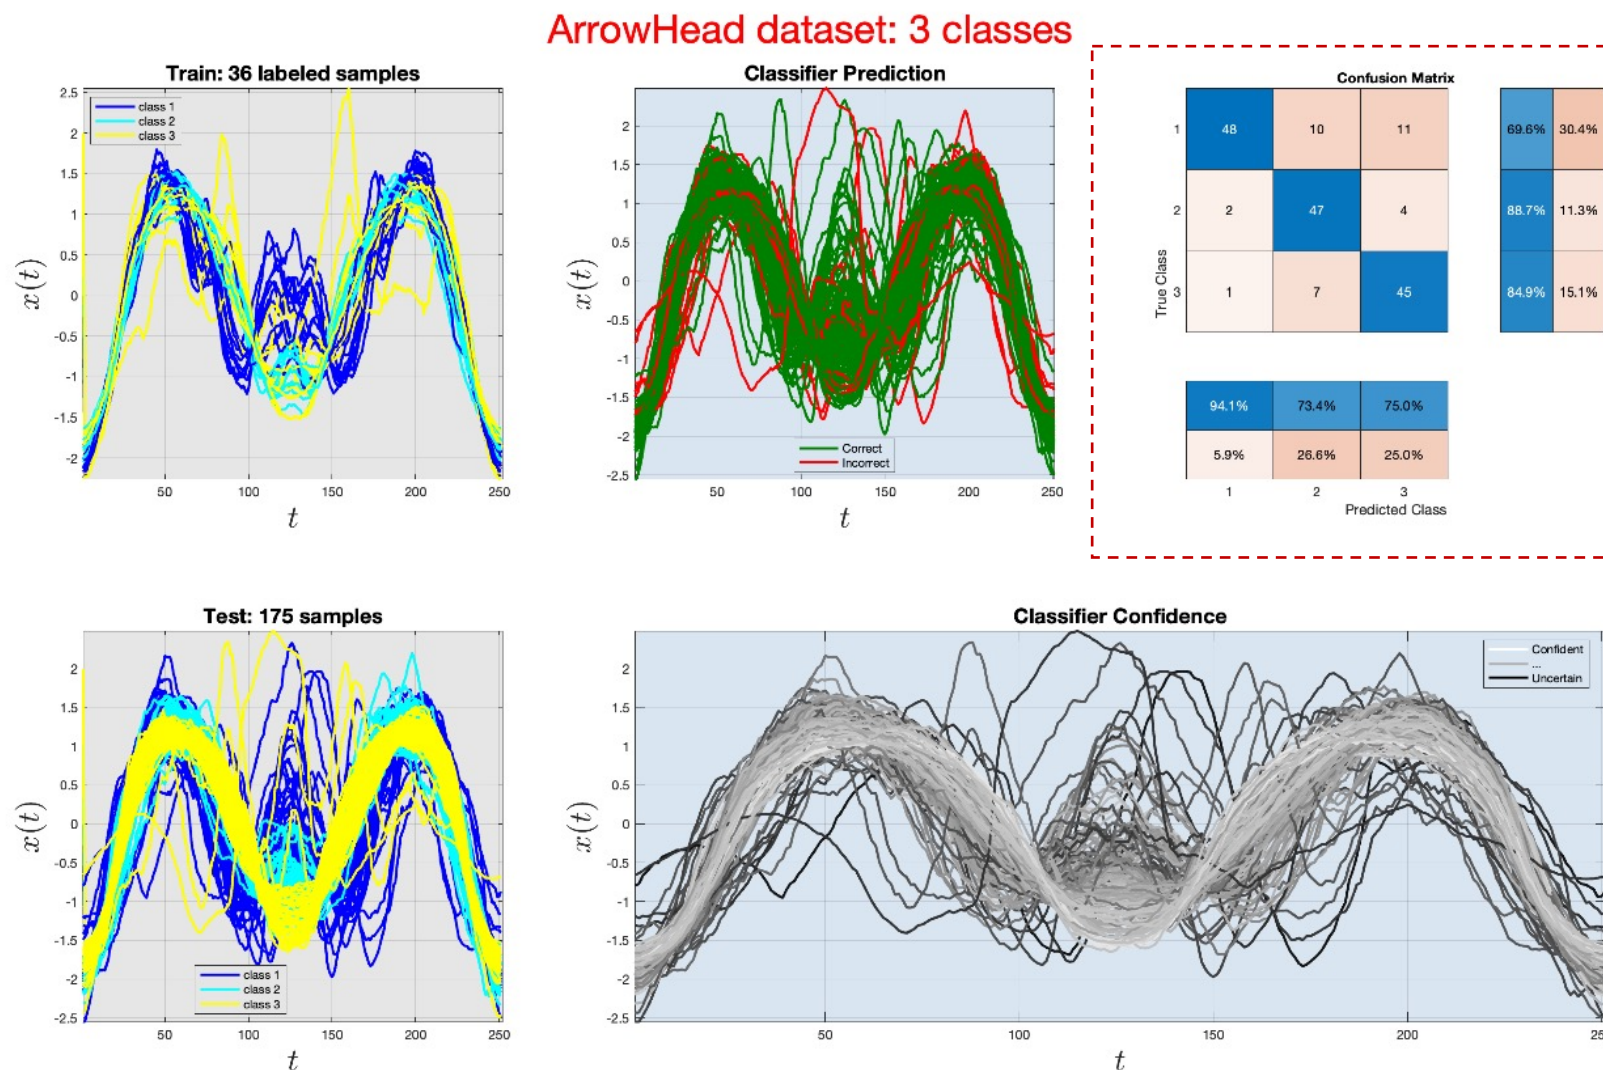 ArrowHead dataset: 3 classes
Train: 36 labeled samples
class 1
class 2
class 3
2.5
2
1.5
1
0.5
0
-0.5
-1
-1.5
-2
x(t)
50 100 150 200 250
t
Classifier Prediction
2
1.5
1
0.5
0
-0.5
-1
-1.5
-2
-2.5
x(t)
Correct
Incorrect
50 100 150 200 250
t
Confusion Matrix
1 48 10 11 69.6% 30.4%
2 2 47 4 88.7% 11.3%
3 1 7 45 84.9% 15.1%
True Class
94.1% 73.4% 75.0%
5.9% 26.6% 25.0%
1 2 3
Predicted Class
Test: 175 samples
2
1.5
1
0.5
0
-0.5
-1
-1.5
-2
-2.5
x(t)
class 1
class 2
class 3
50 100 150 200 250
t
Classifier Confidence
Confident
...
Uncertain
2
1.5
1
0.5
0
-0.5
-1
-1.5
-2
-2.5
x(t)
50 100 150 200
t